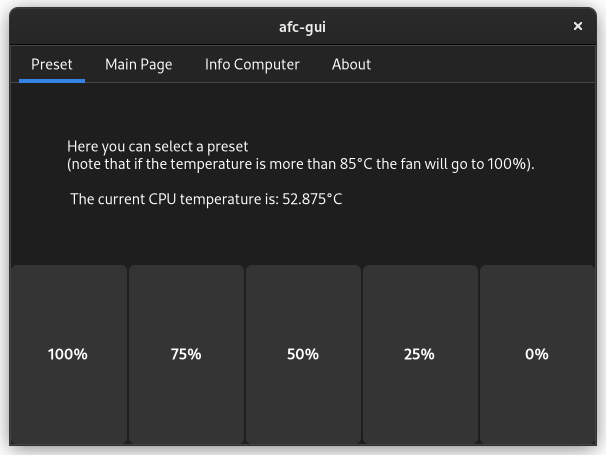 afc-gui
×
Preset
Main Page
Info Computer
About
Here you can select a preset
(note that if the temperature is more than 85°C the fan will go to 100%).
The current CPU temperature is: 52.875°C
100%
75%
50%
25%
0%